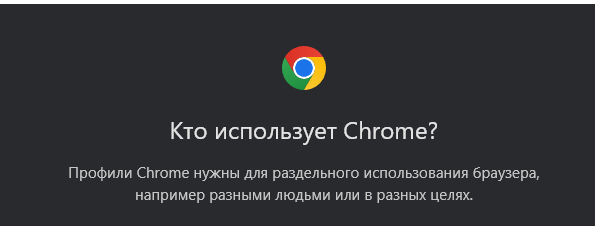 Кто использует Chrome?
Профили Chrome нужны для раздельного использования браузера,
например разными людьми или в разных целях.